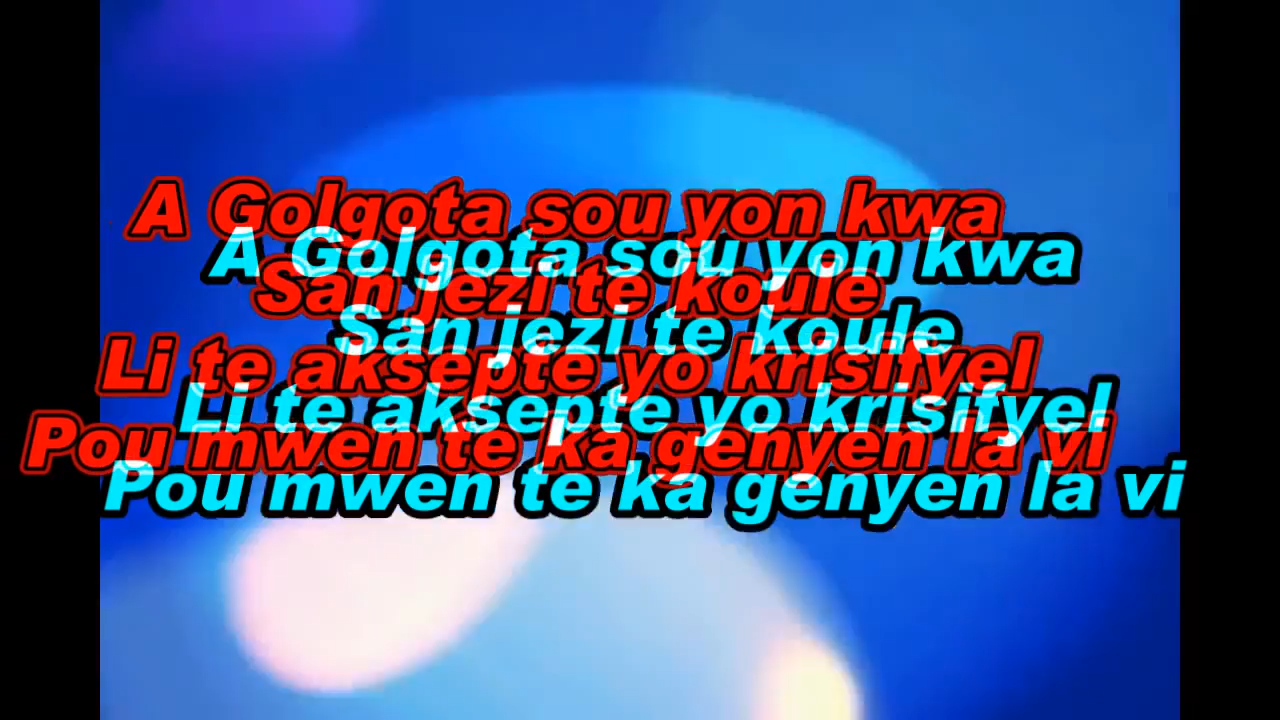 A Golgota sou yon kwa
A Golgota sou yon kwa
San jezi te koule
San jezi te koule
Li te aksepte yo krisifyel
Li te aksepte yo krisifyel
Pou mwen te ka genyen la vi
Pou mwen te ka genyen la vi